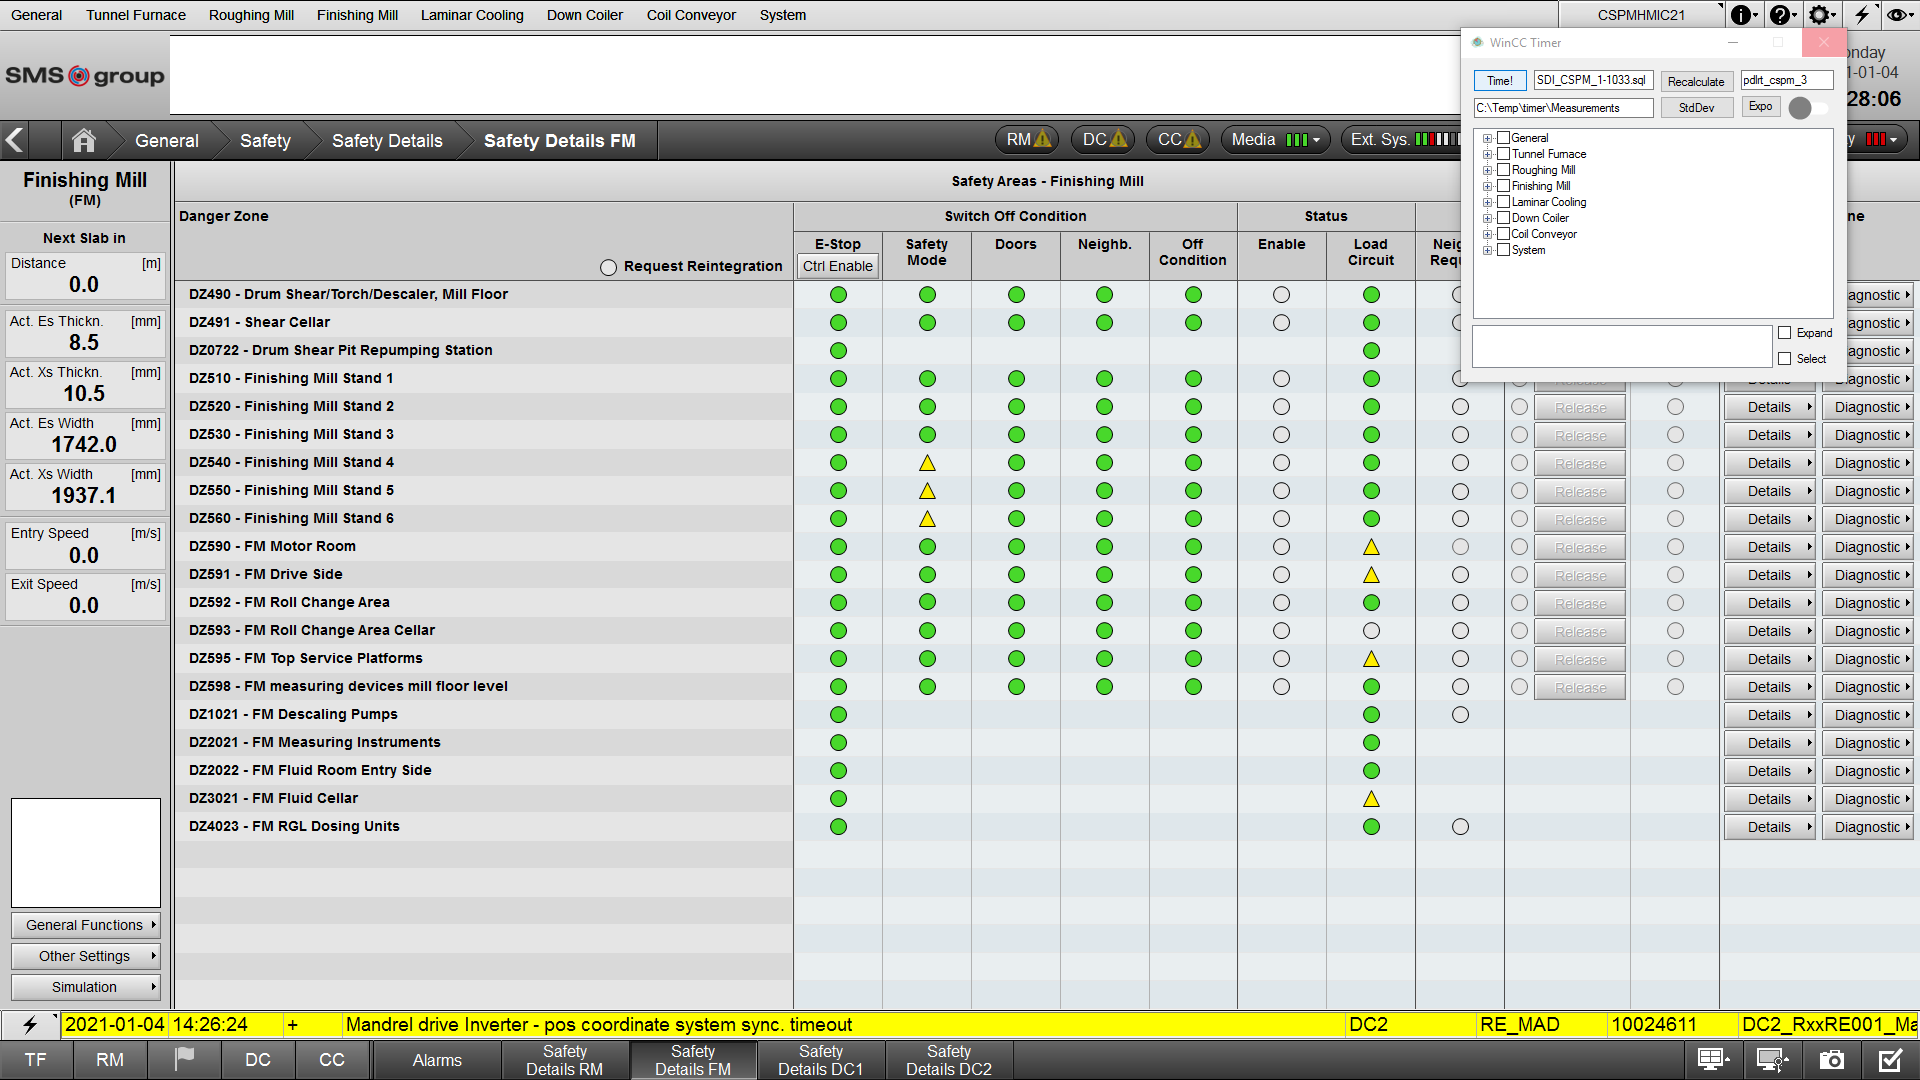 General Tunnel Furnace Roughing Mill Finishing Mill Laminar Cooling Down Coiler Coil Conveyor System CSPMHMIC21
SMS group
WinCC Timer
Time! SDI_CSPM_1-1033.sql Recalculate pdlrt_cspm_3
C:\Temp\timer\Measurements StdDev Expo
General
Tunnel Furnace
Roughing Mill
Finishing Mill
Laminar Cooling
Down Coiler
Coil Conveyor
System
Expand
Select
28:06
General Safety Safety Details Safety Details FM RM DC CC Media Ext. Sys.
Finishing Mill
(FM)
Next Slab in
Distance [m]
0.0
Act. Es Thickn. [mm]
8.5
Act. Xs Thickn. [mm]
10.5
Act. Es Width [mm]
1742.0
Act. Xs Width [mm]
1937.1
Entry Speed [m/s]
0.0
Exit Speed [m/s]
0.0
General Functions
Other Settings
Simulation
Safety Areas - Finishing Mill
Danger Zone Switch Off Condition Status
Request Reintegration
E-Stop Ctrl Enable
Safety Mode
Doors
Neighb.
Off Condition
Enable
Load Circuit
DZ490 - Drum Shear/Torch/Descaler, Mill Floor
DZ491 - Shear Cellar
DZ0722 - Drum Shear Pit Repumping Station
DZ510 - Finishing Mill Stand 1
DZ520 - Finishing Mill Stand 2 Release Details Diagnostic
DZ530 - Finishing Mill Stand 3 Release Details Diagnostic
DZ540 - Finishing Mill Stand 4 Release Details Diagnostic
DZ550 - Finishing Mill Stand 5 Release Details Diagnostic
DZ560 - Finishing Mill Stand 6 Release Details Diagnostic
DZ590 - FM Motor Room Release Details Diagnostic
DZ591 - FM Drive Side Release Details Diagnostic
DZ592 - FM Roll Change Area Release Details Diagnostic
DZ593 - FM Roll Change Area Cellar Release Details Diagnostic
DZ595 - FM Top Service Platforms Release Details Diagnostic
DZ598 - FM measuring devices mill floor level Release Details Diagnostic
DZ1021 - FM Descaling Pumps Details Diagnostic
DZ2021 - FM Measuring Instruments Details Diagnostic
DZ2022 - FM Fluid Room Entry Side Details Diagnostic
DZ3021 - FM Fluid Cellar Details Diagnostic
DZ4023 - FM RGL Dosing Units Details Diagnostic
2021-01-04 14:26:24 + Mandrel drive Inverter - pos coordinate system sync. timeout DC2 RE_MAD 10024611 DC2_RxxRE001_Ma
TF RM DC CC Alarms
Safety Details RM
Safety Details FM
Safety Details DC1
Safety Details DC2